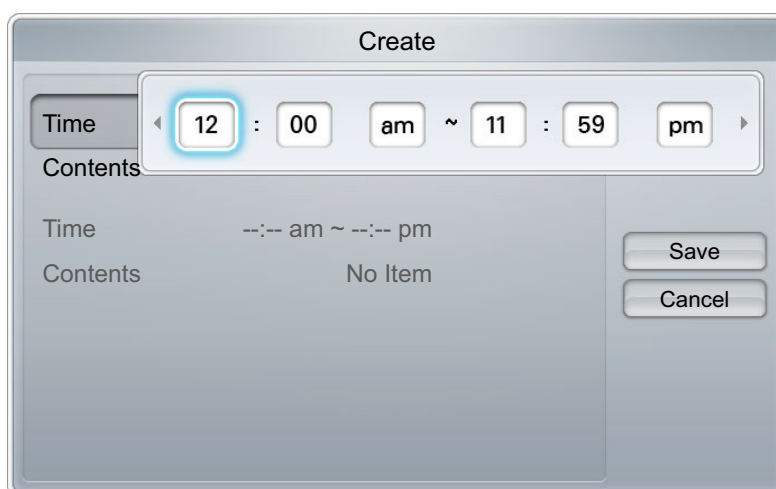 Create
Time 12 : 00 am ~ 11 : 59 pm
Contents
Time --:-- am ~ --:-- pm
Contents No Item
Save
Cancel